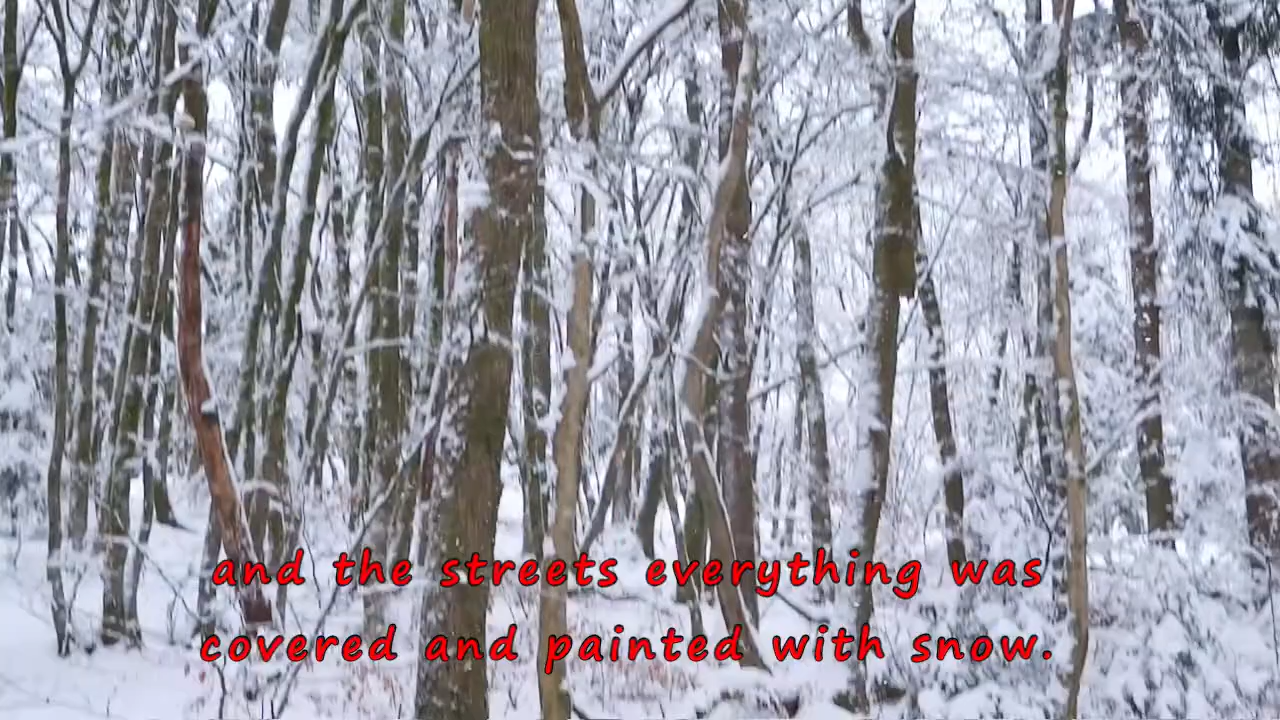 and the streets everything was
covered and painted with snow.